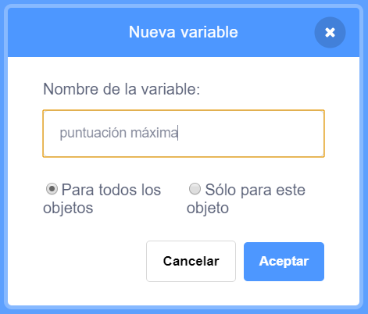 Nueva variable
Nombre de la variable:
puntuación máxima
Para todos los
objetos
Sólo para este
objeto
Cancelar
Aceptar